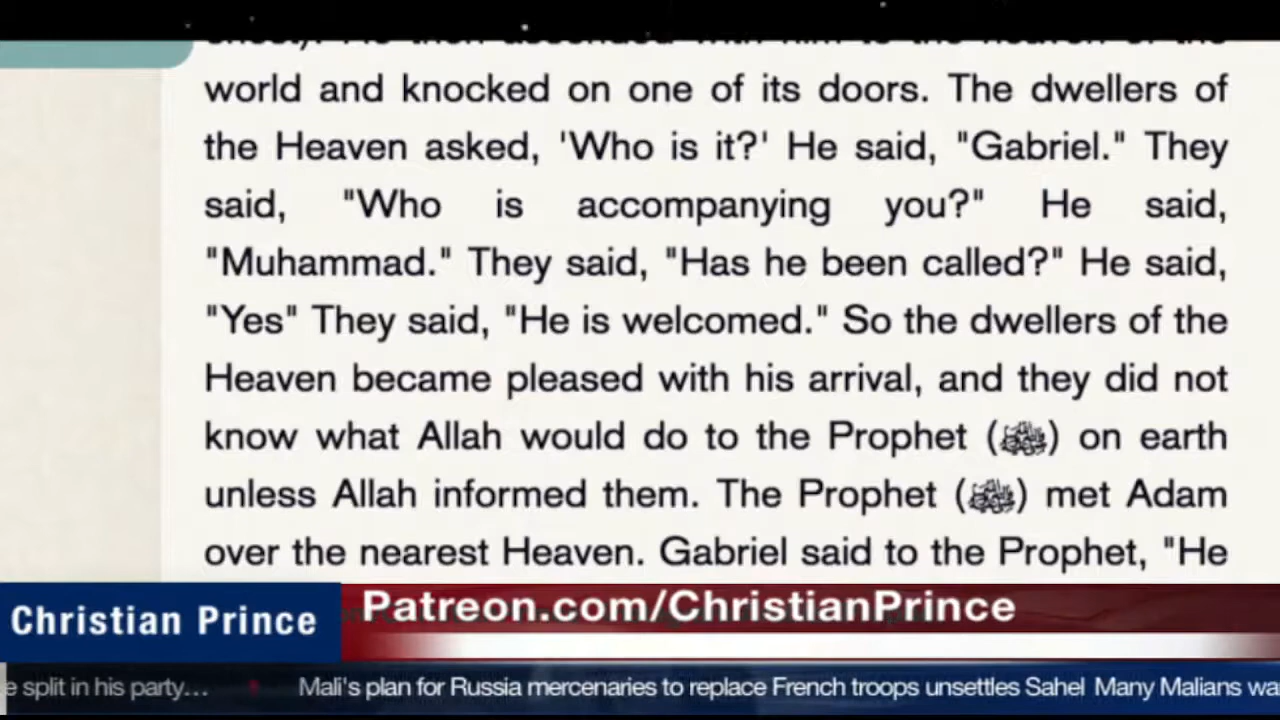 world and knocked on one of its doors. The dwellers of
the Heaven asked, 'Who is it?' He said, "Gabriel." They
said, "Who is accompanying you?" He said,
"Muhammad." They said, "Has he been called?" He said,
"Yes" They said, "He is welcomed." So the dwellers of the
Heaven became pleased with his arrival, and they did not
know what Allah would do to the Prophet (ﷺ) on earth
unless Allah informed them. The Prophet (ﷺ) met Adam
over the nearest Heaven. Gabriel said to the Prophet, "He
Christian Prince
Patreon.com/ChristianPrince
e split in his party... Mali's plan for Russia mercenaries to replace French troops unsettles Sahel Many Malians wa